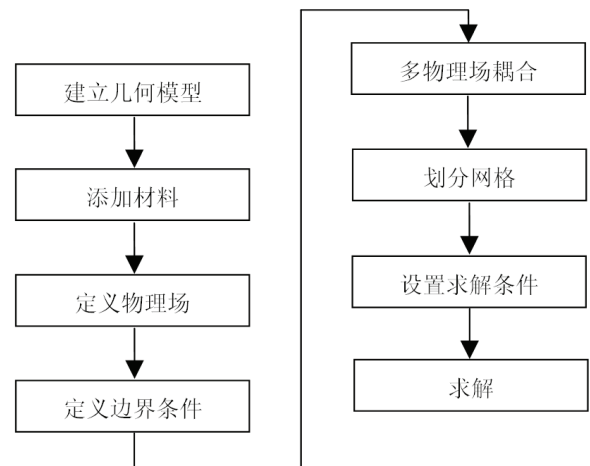 建立几何模型
添加材料
定义物理场
定义边界条件
多物理场耦合
划分网格
设置求解条件
求解